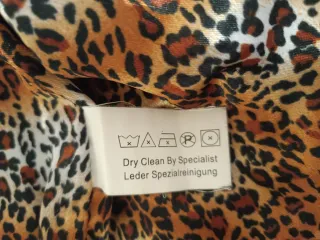 P
Dry Clean By Specialist
Leder Spezialreinigung